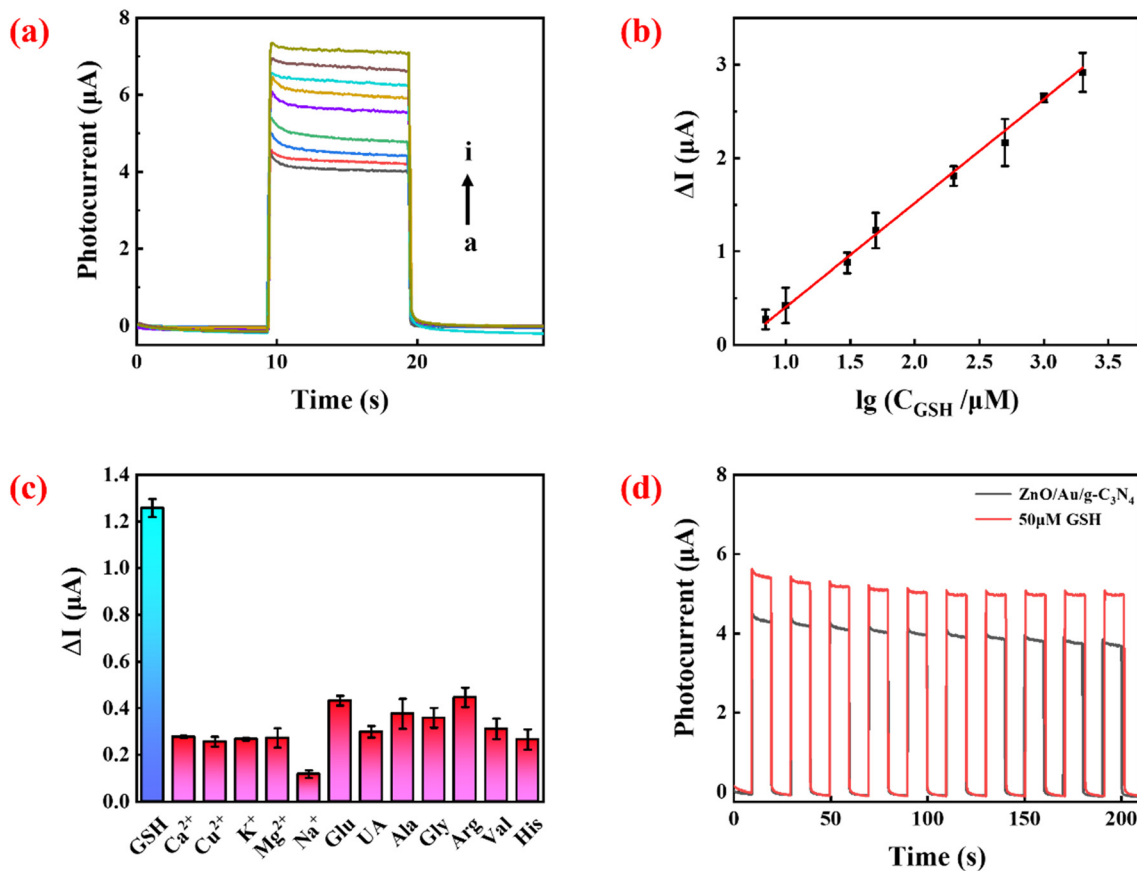 (a)
8
6
4
2
0
Photocurrent (μA)
i
a
0
10
20
Time (s)
(b)
3
2
1
0
ΔI (μA)
1.0
1.5
2.0
2.5
3.0
3.5
lg (C_GSH /μM)
(c)
1.4
1.2
1.0
0.8
0.6
0.4
0.2
0.0
ΔI (μA)
GSH
Ca²⁺
Cu²⁺
K⁺
Mg²⁺
Na⁺
Glu
UA
Ala
Gly
Arg
Val
His
(d)
8
6
4
2
0
Photocurrent (μA)
ZnO/Au/g-C₃N₄
50μM GSH
0
50
100
150
200
Time (s)